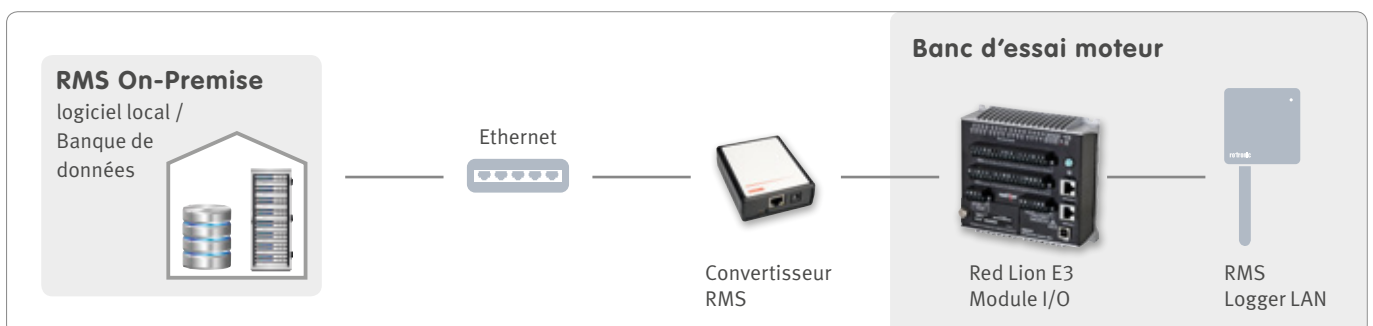 Banc d’essai moteur
RMS On-Premise
logiciel local /
Banque de
données
Ethernet
rotronic
Convertisseur
RMS
Red Lion E3
Module I/O
RMS
Logger LAN